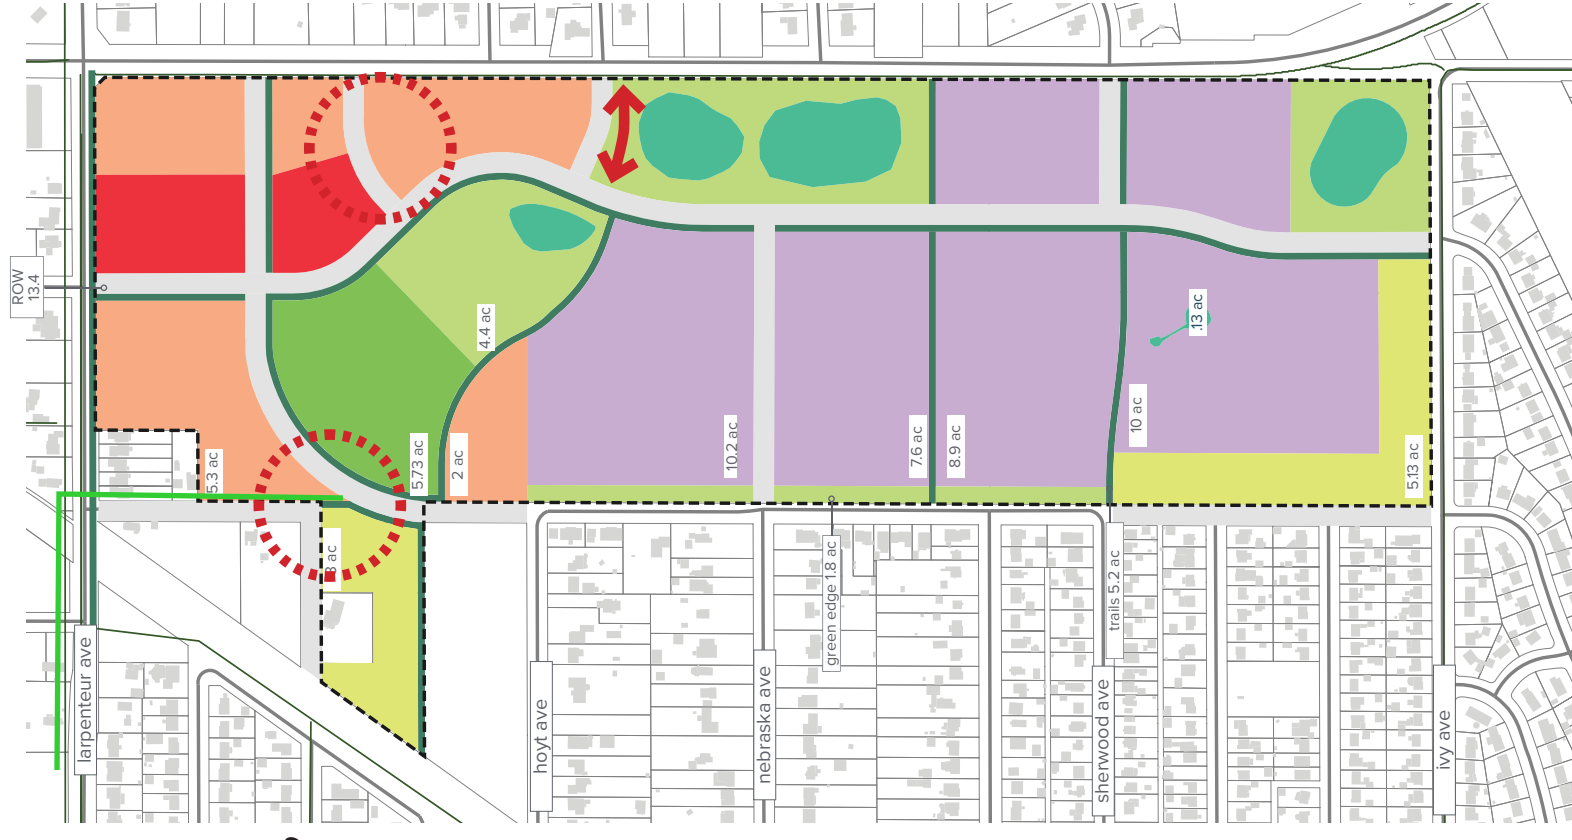 ROW
13.4
4.4 ac
.13 ac
5.3 ac
5.73 ac
2 ac
10.2 ac
7.6 ac
8.9 ac
10 ac
5.13 ac
3 ac
green edge 1.8 ac
trails 5.2 ac
larpenteur ave
hoyt ave
nebraska ave
sherwood ave
ivy ave